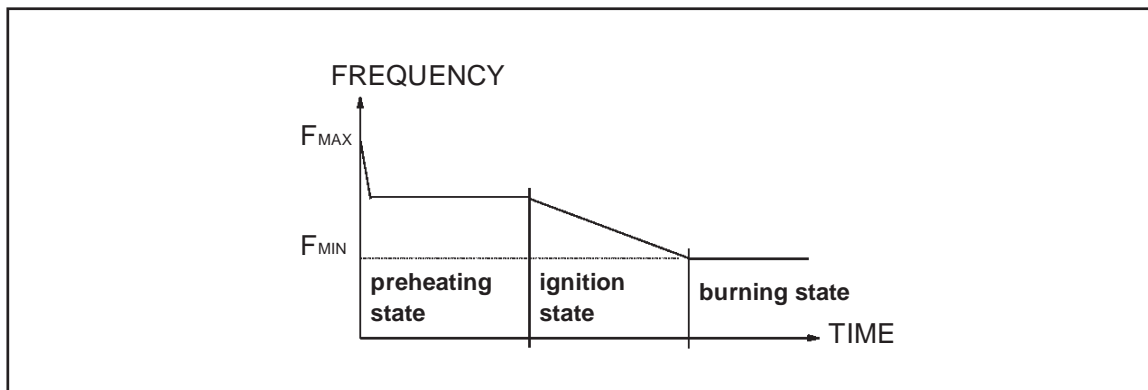 FREQUENCY
FMAX
FMIN
preheating
state
ignition
state
burning state
TIME